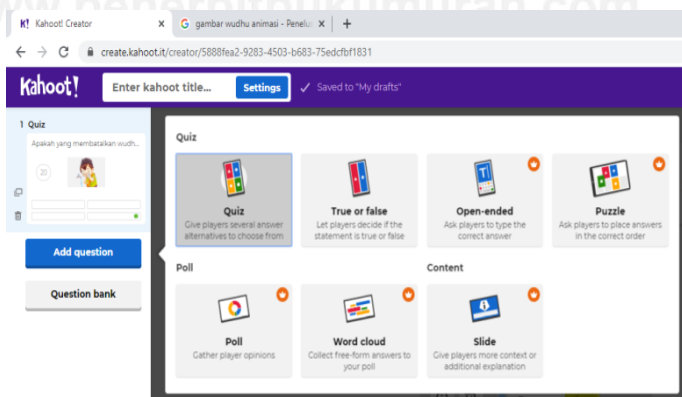 www.penerbitbukumurah.com
K! Kahoot! Creator
G gambar wudhu animasi - Penelus
create.kahoot.it/creator/5888fea2-9283-4503-b683-75edcfbf1831
Kahoot!
Enter kahoot title...
Settings
Saved to "My drafts"
1 Quiz
Apakah yang membatalkan wudh...
20
Add question
Question bank
Quiz
Quiz
Give players several answer
alternatives to choose from
True or false
Let players decide if the
statement is true or false
Open-ended
Ask players to type the
correct answer
Puzzle
Ask players to place answers
in the correct order
Poll
Poll
Gather player opinions
Word cloud
Collect free-form answers to
your poll
Content
Slide
Give players more context or
additional explanation